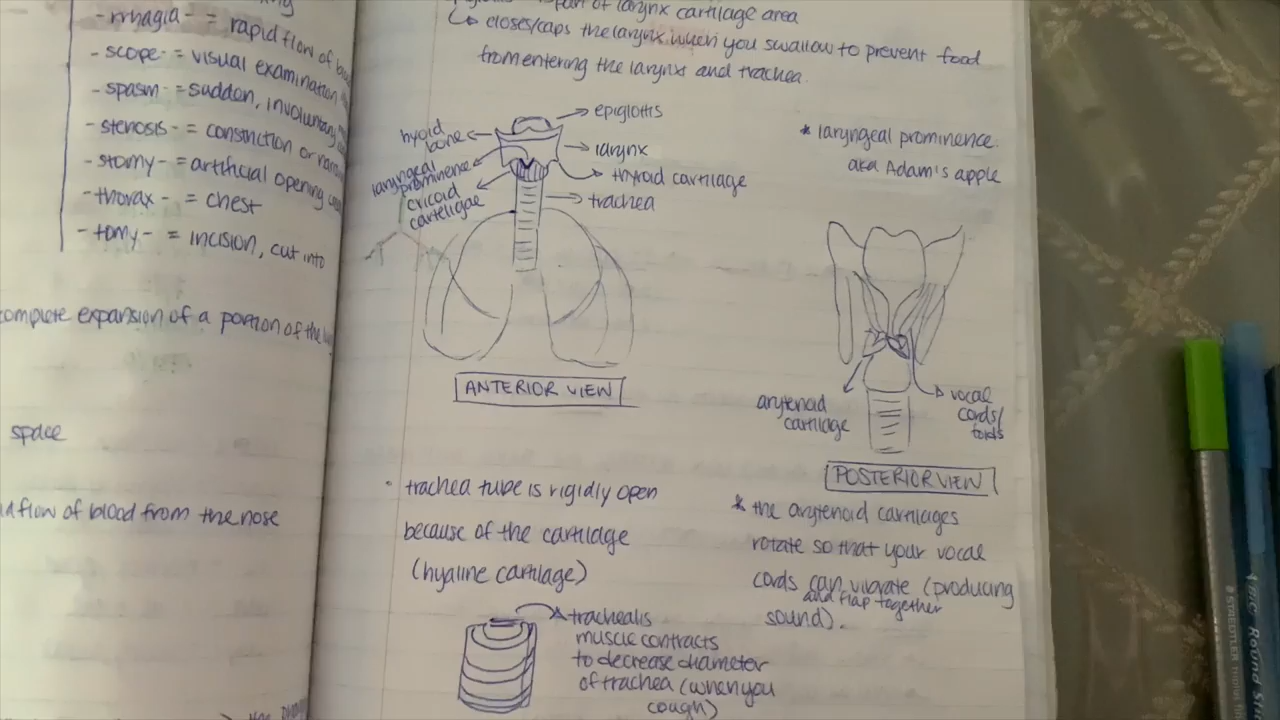 - rrhagia - = rapid flow of
- scope - = visual examination
- spasm - = sudden, involuntary
- stenosis - = constriction or
- stomy - = artificial opening
- thorax - = chest
- tomy - = incision, cut into
complete expansion of a portion of the
space
flow of blood from the nose
part of larynx cartilage area
closes/caps the larynx when you swallow to prevent food
from entering the larynx and trachea.
epiglottis
hyoid
bone
larynx
laryngeal
prominence
thyroid cartilage
cricoid
carteligae
trachea
* laryngeal prominence.
aka Adam's apple
ANTERIOR VIEW
arytenoid
cartilage
vocal
cords/
folds
POSTERIOR VIEW
• trachea tube is rigidly open
because of the cartilage
(hyaline cartilage)
trachealis
muscle contracts
to decrease diameter
of trachea (when you
cough)
* the arytenoid cartilages
rotate so that your vocal
cords can vibrate (producing
and flap together
sound).
STAEDTLER
Round Stic